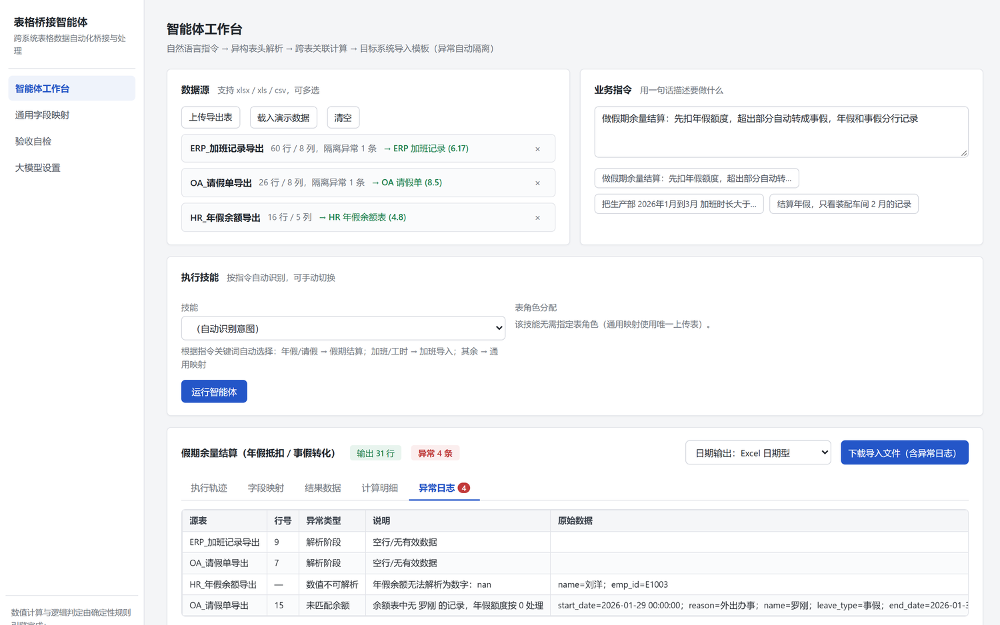 表格桥接智能体
跨系统表格数据自动化桥接与处
理
智能体工作台
通用字段映射
验收自检
大模型设置
数值计算与逻辑判定由确定性规则
智能体工作台
自然语言指令 → 异构表头解析 → 跨表关联计算 → 目标系统导入模板（异常自动隔离）
数据源 支持 xlsx / xls / csv，可多选
上传导出表 载入演示数据 清空
ERP_加班记录导出 60 行 / 8 列，隔离异常 1 条 → ERP 加班记录 (6.17) ×
OA_请假单导出 26 行 / 8 列，隔离异常 1 条 → OA 请假单 (8.5) ×
HR_年假余额导出 16 行 / 5 列 → HR 年假余额表 (4.8) ×
业务指令 用一句话描述要做什么
做假期余量结算：先扣年假额度，超出部分自动转成事假，年假和事假分行记录
做假期余量结算：先扣年假额度，超出部分自动转...
把生产部 2026年1月到3月 加班时长大于... 结算年假，只看装配车间 2 月的记录
执行技能 按指令自动识别，可手动切换
技能
（自动识别意图）
根据指令关键词自动选择：年假/请假 → 假期结算；加班/工时 → 加班导入；其余 → 通
用映射
表角色分配
该技能无需指定表角色（通用映射使用唯一上传表）。
运行智能体
假期余量结算（年假抵扣 / 事假转化） 输出 31 行 异常 4 条 日期输出：Excel 日期型 下载导入文件（含异常日志）
执行轨迹 字段映射 结果数据 计算明细 异常日志 4
源表 行号 异常类型 说明 原始数据
ERP_加班记录导出 9 解析阶段 空行/无有效数据
OA_请假单导出 7 解析阶段 空行/无有效数据
HR_年假余额导出 — 数值不可解析 年假余额无法解析为数字：nan name=刘洋；emp_id=E1003
OA_请假单导出 15 未匹配余额 余额表中无 罗刚 的记录，年假额度按 0 处理 start_date=2026-01-29 00:00:00；reason=外出办事；name=罗刚；leave_type=事假；end_date=2026-01-3